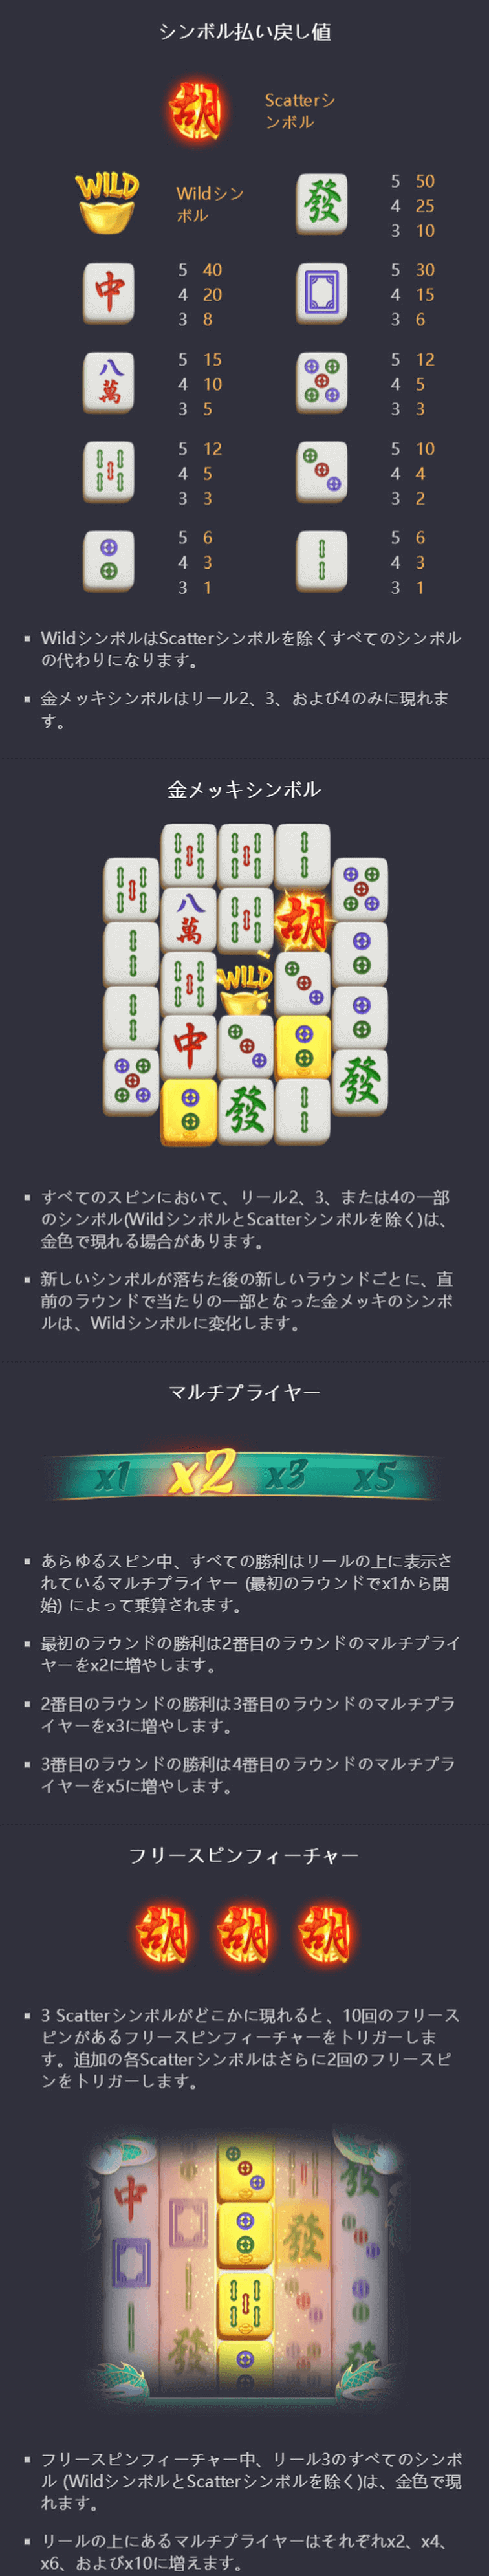 シンボル払い戻し値
胡
Scatterシ
ンボル
WILD
Wildシン
ボル
發
5 50
4 25
3 10
中
5 40
4 20
3 8
5 30
4 15
3 6
八
萬
5 15
4 10
3 5
5 12
4 5
3 3
5 12
4 5
3 3
5 10
4 4
3 2
5 6
4 3
3 1
5 6
4 3
3 1
▪ WildシンボルはScatterシンボルを除くすべてのシンボル
の代わりになります。
▪ 金メッキシンボルはリール2、3、および4のみに現れま
す。
金メッキシンボル
八
萬
胡
WILD
中
發
發
▪ すべてのスピンにおいて、リール2、3、または4の一部
のシンボル(WildシンボルとScatterシンボルを除く)は、
金色で現れる場合があります。
▪ 新しいシンボルが落ちた後の新しいラウンドごとに、直
前のラウンドで当たりの一部となった金メッキのシンボ
ルは、Wildシンボルに変化します。
マルチプライヤー
x1 x2 x3 x5
▪ あらゆるスピン中、すべての勝利はリールの上に表示さ
れているマルチプライヤー (最初のラウンドでx1から開
始) によって乗算されます。
▪ 最初のラウンドの勝利は2番目のラウンドのマルチプライ
ヤーをx2に増やします。
▪ 2番目のラウンドの勝利は3番目のラウンドのマルチプラ
イヤーをx3に増やします。
▪ 3番目のラウンドの勝利は4番目のラウンドのマルチプラ
イヤーをx5に増やします。
フリースピンフィーチャー
胡 胡 胡
▪ 3 Scatterシンボルがどこかに現れると、10回のフリース
ピンがあるフリースピンフィーチャーをトリガーしま
す。追加の各Scatterシンボルはさらに2回のフリースピ
ンをトリガーします。
中
發
發
發
發
▪ フリースピンフィーチャー中、リール3のすべてのシンボ
ル (WildシンボルとScatterシンボルを除く)は、金色で現
れます。
▪ リールの上にあるマルチプライヤーはそれぞれx2、x4、
x6、およびx10に増えます。